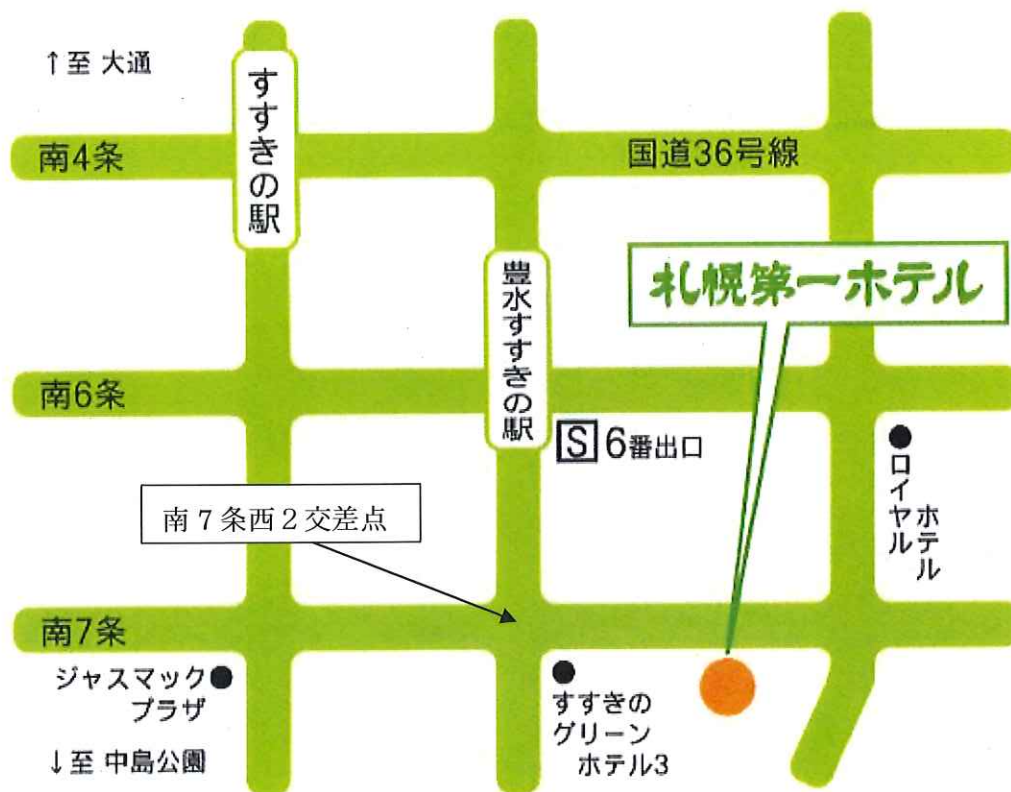 ↑至 大通
すすきの駅
南4条
国道36号線
豊水すすきの駅
札幌第一ホテル
南6条
S 6番出口
ロイヤル
ホテル
南7条西2交差点
南7条
ジャスマック
プラザ
すすきの
グリーン
ホテル3
↓至 中島公園